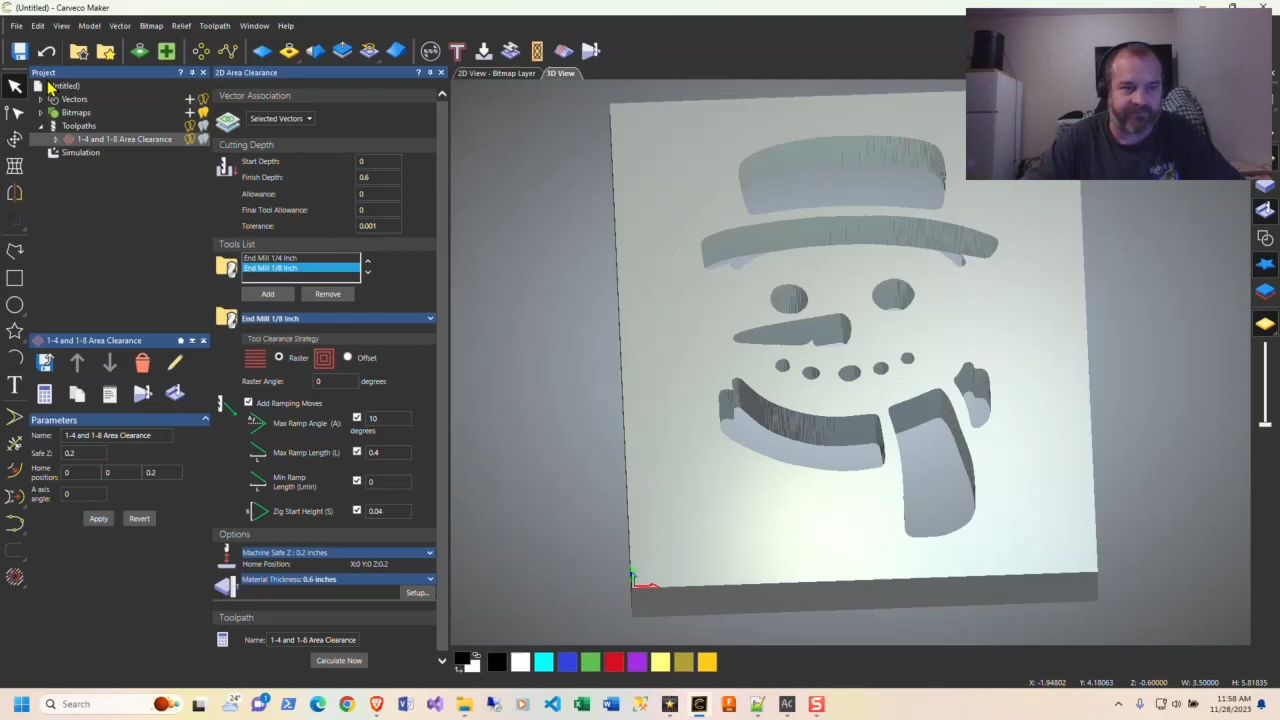 (Untitled) - Carveco Maker
File Edit View Model Vector Bitmap Relief Toolpath Window Help
Project ? 2D Area Clearance ?
2D View - Bitmap Layer 3D View
Vectors
Bitmaps
Toolpaths
1-4 and 1-8 Area Clearance
Simulation
Vector Association
Selected Vectors
Cutting Depth
Start Depth: 0
Finish Depth: 0.6
Allowance: 0
Final Tool Allowance: 0
Tolerance: 0.001
Tools List
End Mill 1/4 Inch
End Mill 1/8 Inch
Add Remove
End Mill 1/8 Inch
Tool Clearance Strategy
Raster Offset
Raster Angle: 0 degrees
Add Ramping Moves
Max Ramp Angle (A): 10
degrees
Max Ramp Length (L) 0.4
Min Ramp
Length (Lmin) 0
Zig Start Height (S) 0.04
Options
Machine Safe Z : 0.2 inches
Home Position: X:0 Y:0 Z:0.2
Material Thickness: 0.6 inches
Setup...
Toolpath
Name: 1-4 and 1-8 Area Clearance
Calculate Now
1-4 and 1-8 Area Clearance
Parameters
Name: 1-4 and 1-8 Area Clearance
Safe Z: 0.2
Home
position: 0 0 0.2
A axis
angle: 0
Apply Revert
X: -1.94802 Y: 4.18063 Z: -0.60000 W: 3.50000 H: 5.81835
Search
24°
11:58 AM
11/28/2023